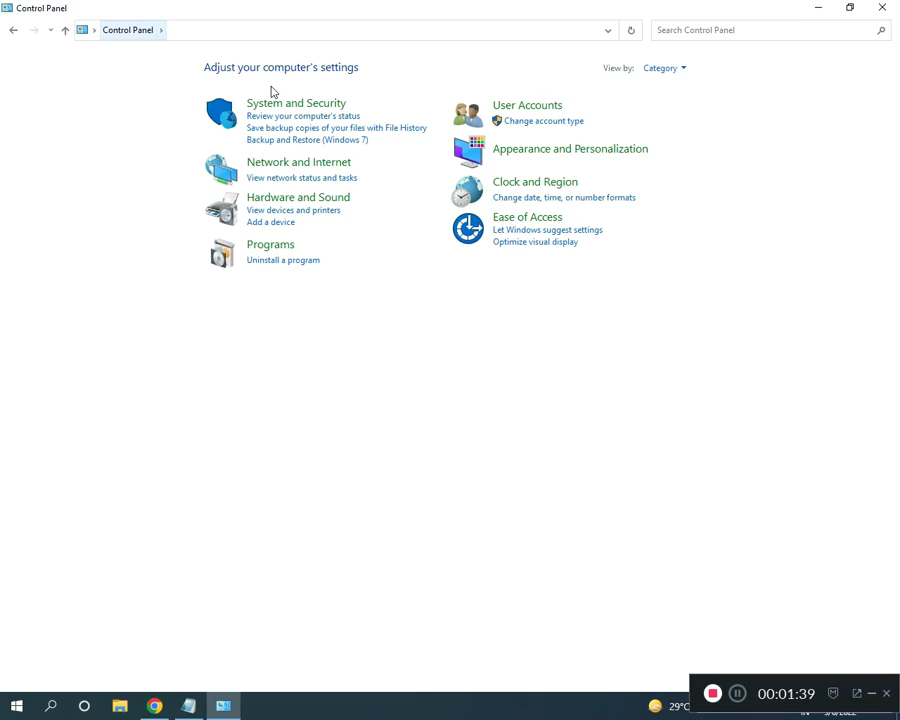 Control Panel
Control Panel
Search Control Panel
Adjust your computer's settings
View by: Category
System and Security
Review your computer's status
Save backup copies of your files with File History
Backup and Restore (Windows 7)
Network and Internet
View network status and tasks
Hardware and Sound
View devices and printers
Add a device
Programs
Uninstall a program
User Accounts
Change account type
Appearance and Personalization
Clock and Region
Change date, time, or number formats
Ease of Access
Let Windows suggest settings
Optimize visual display
29°C
00:01:39